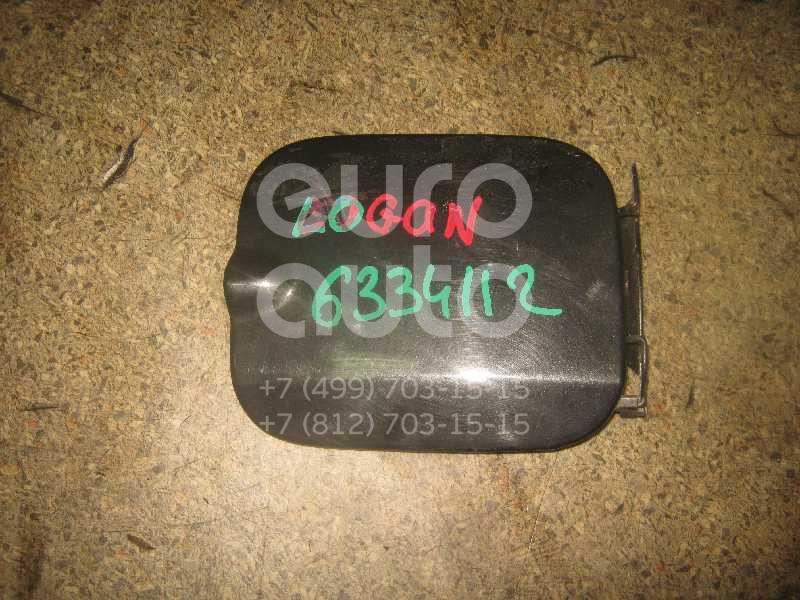 euro
LOGAN
auto
6334112
+7 (499) 703-15-15
+7 (812) 703-15-15